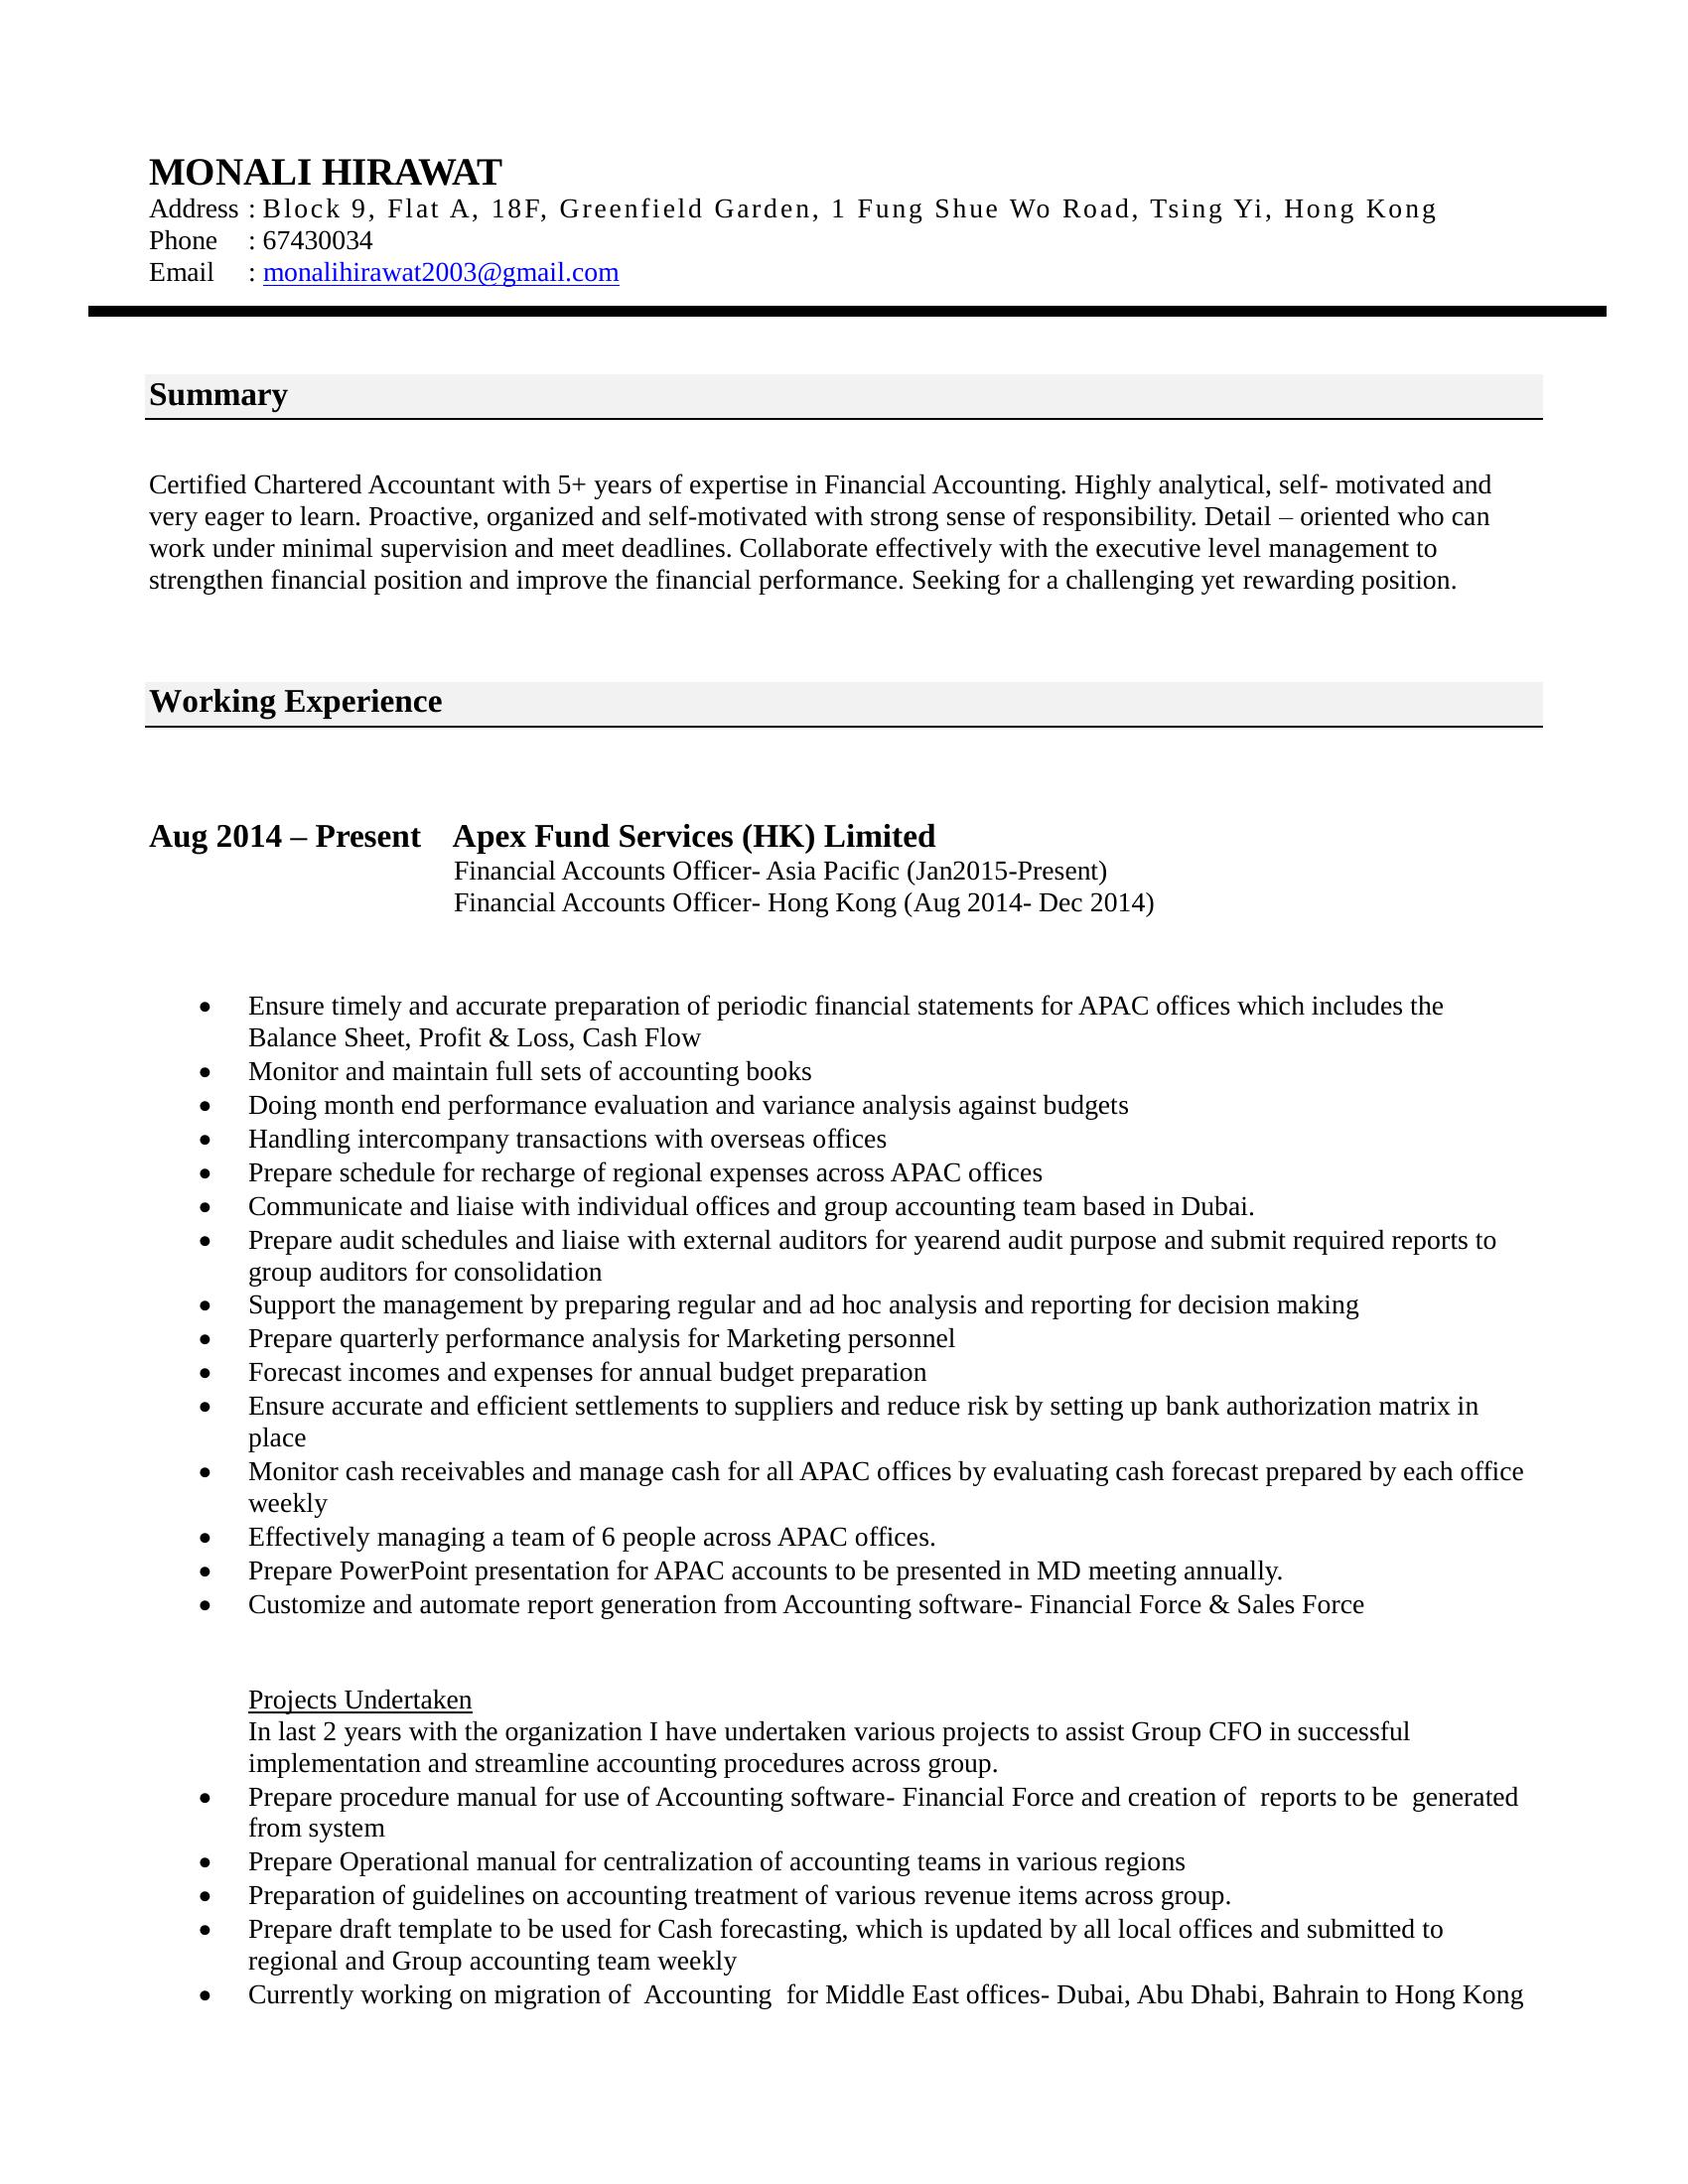 MONALI HIRAWAT
Address : Block 9, Flat A, 18F, Greenfield Garden, 1 Fung Shue Wo Road, Tsing Yi, Hong Kong
Phone : 67430034
Email : monalihirawat2003@gmail.com
Summary
Certified Chartered Accountant with 5+ years of expertise in Financial Accounting. Highly analytical, self- motivated and
very eager to learn. Proactive, organized and self-motivated with strong sense of responsibility. Detail – oriented who can
work under minimal supervision and meet deadlines. Collaborate effectively with the executive level management to
strengthen financial position and improve the financial performance. Seeking for a challenging yet rewarding position.
Working Experience
Aug 2014 – Present Apex Fund Services (HK) Limited
Financial Accounts Officer- Asia Pacific (Jan2015-Present)
Financial Accounts Officer- Hong Kong (Aug 2014- Dec 2014)
• Ensure timely and accurate preparation of periodic financial statements for APAC offices which includes the
Balance Sheet, Profit & Loss, Cash Flow
• Monitor and maintain full sets of accounting books
• Doing month end performance evaluation and variance analysis against budgets
• Handling intercompany transactions with overseas offices
• Prepare schedule for recharge of regional expenses across APAC offices
• Communicate and liaise with individual offices and group accounting team based in Dubai.
• Prepare audit schedules and liaise with external auditors for yearend audit purpose and submit required reports to
group auditors for consolidation
• Support the management by preparing regular and ad hoc analysis and reporting for decision making
• Prepare quarterly performance analysis for Marketing personnel
• Forecast incomes and expenses for annual budget preparation
• Ensure accurate and efficient settlements to suppliers and reduce risk by setting up bank authorization matrix in
place
• Monitor cash receivables and manage cash for all APAC offices by evaluating cash forecast prepared by each office
weekly
• Effectively managing a team of 6 people across APAC offices.
• Prepare PowerPoint presentation for APAC accounts to be presented in MD meeting annually.
• Customize and automate report generation from Accounting software- Financial Force & Sales Force
Projects Undertaken
In last 2 years with the organization I have undertaken various projects to assist Group CFO in successful
implementation and streamline accounting procedures across group.
• Prepare procedure manual for use of Accounting software- Financial Force and creation of reports to be generated
from system
• Prepare Operational manual for centralization of accounting teams in various regions
• Preparation of guidelines on accounting treatment of various revenue items across group.
• Prepare draft template to be used for Cash forecasting, which is updated by all local offices and submitted to
regional and Group accounting team weekly
• Currently working on migration of Accounting for Middle East offices- Dubai, Abu Dhabi, Bahrain to Hong Kong